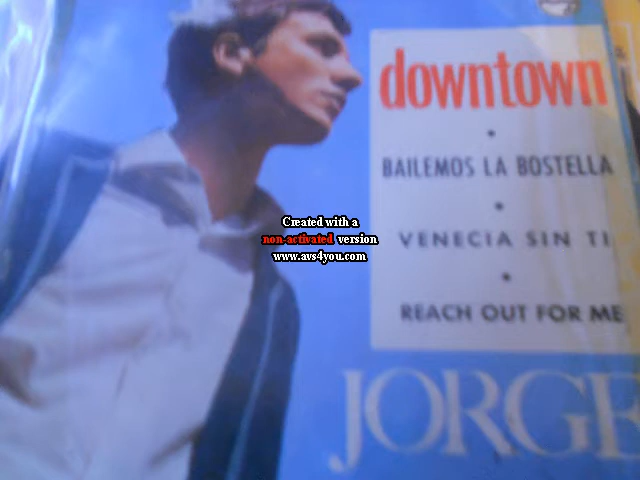 downtown
•
BAILEMOS LA BOSTELLA
•
VENECIA SIN TI
•
REACH OUT FOR ME
JORGE
Created with a
non-activated version
www.avs4you.com